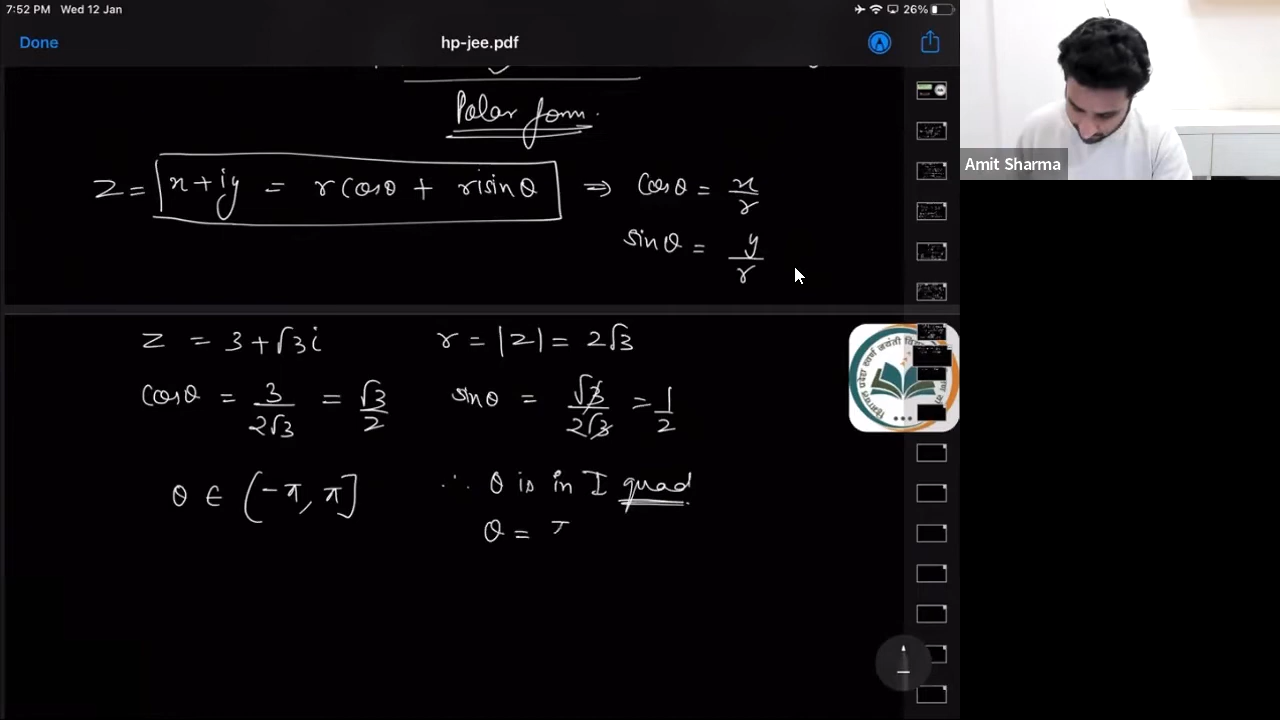 7:52 PM Wed 12 Jan
26%
Done
hp-jee.pdf
Polar form.
Z = x + iy = r cosθ + r i sinθ ⇒ cosθ = x/r
sinθ = y/r
Amit Sharma
z = 3 + √3 i r = |z| = 2√3
cosθ = 3/2√3 = √3/2 sinθ = √3/2√3 = 1/2
θ ∈ (-π, π] ∴ θ is in I quad
θ =